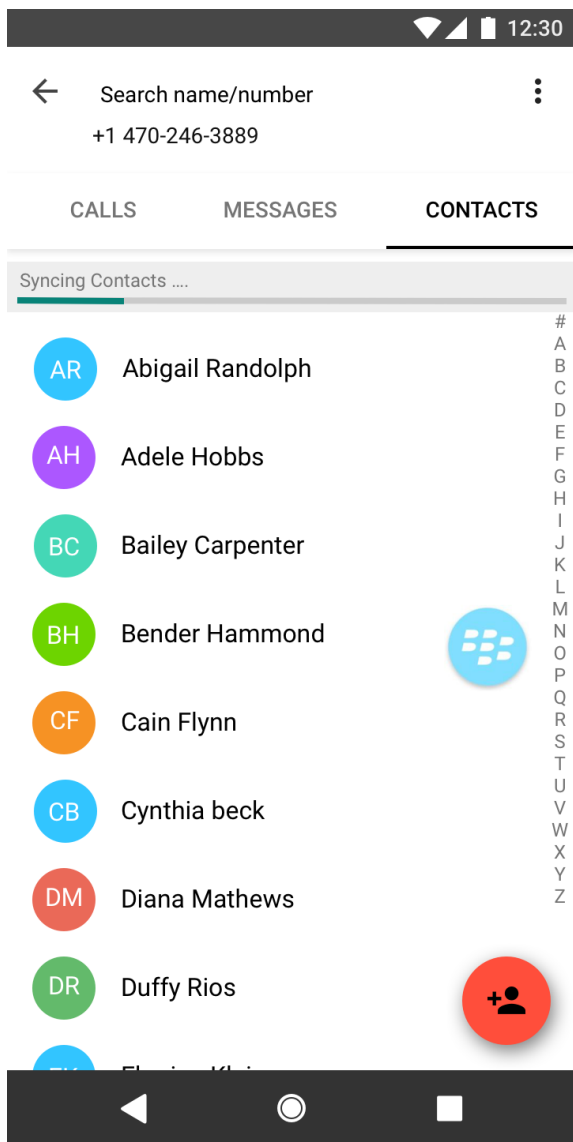 12:30
Search name/number
+1 470-246-3889
CALLS MESSAGES CONTACTS
Syncing Contacts ....
#
A
B
C
D
E
F
G
H
I
J
K
L
M
N
O
P
Q
R
S
T
U
V
W
X
Y
Z
AR Abigail Randolph
AH Adele Hobbs
BC Bailey Carpenter
BH Bender Hammond
CF Cain Flynn
CB Cynthia beck
DM Diana Mathews
DR Duffy Rios